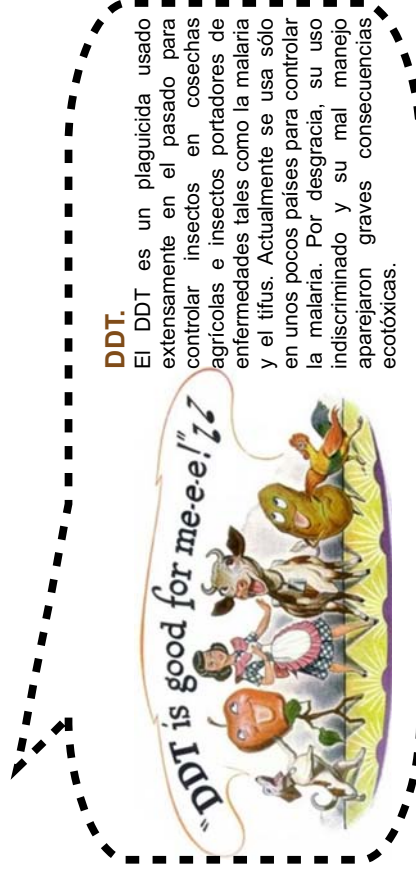 "DDT is good for me-e-e!"
DDT.
El DDT es un plaguicida usado
extensamente en el pasado para
controlar insectos en cosechas
agrícolas e insectos portadores de
enfermedades tales como la malaria
y el tifus. Actualmente se usa solo
en unos pocos países para controlar
la malaria. Por desgracia, su uso
indiscriminado y su mal manejo
aparejaron graves consecuencias
ecotóxicas.